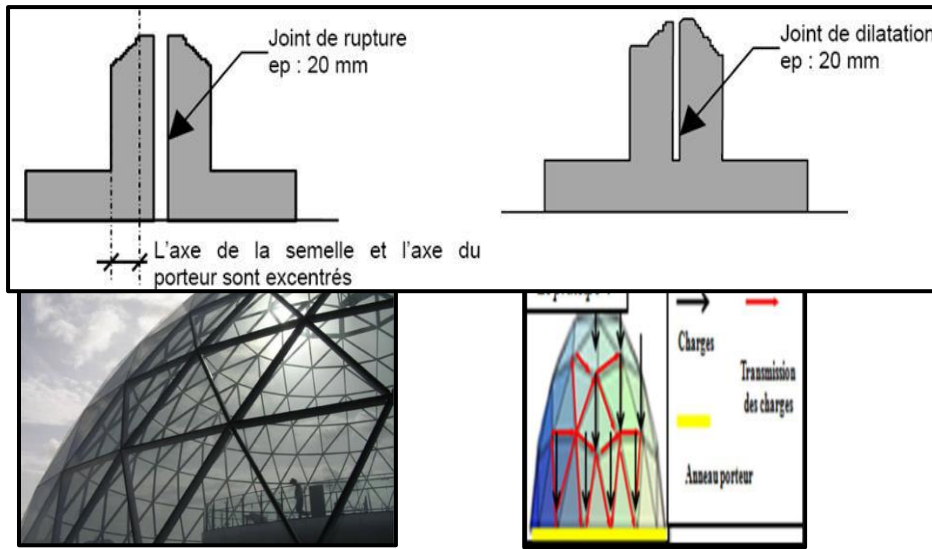 Joint de rupture
ep : 20 mm
Joint de dilatation
ep : 20 mm
L'axe de la semelle et l'axe du
porteur sont excentrés
Charges
Transmission
des charges
Anneau porteur